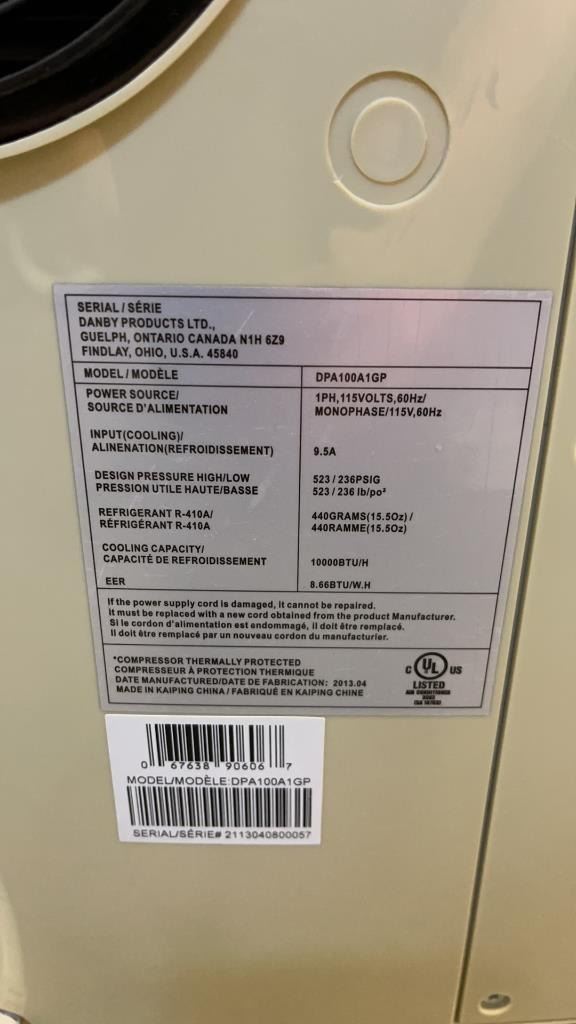 SERIAL / SÉRIE
DANBY PRODUCTS LTD.,
GUELPH, ONTARIO CANADA N1H 6Z9
FINDLAY, OHIO, U.S.A. 45840
MODEL / MODÈLE DPA100A1GP
POWER SOURCE/ 1PH,115VOLTS,60Hz/
SOURCE D'ALIMENTATION MONOPHASE/115V,60Hz
INPUT(COOLING)/
ALINENATION(REFROIDISSEMENT) 9.5A
DESIGN PRESSURE HIGH/LOW 523 / 236PSIG
PRESSION UTILE HAUTE/BASSE 523 / 236 lb/po²
REFRIGERANT R-410A/ 440GRAMS(15.5Oz) /
RÉFRIGÉRANT R-410A 440RAMME(15.5Oz)
COOLING CAPACITY/
CAPACITÉ DE REFROIDISSEMENT 10000BTU/H
EER 8.66BTU/W.H
If the power supply cord is damaged, it cannot be repaired.
It must be replaced with a new cord obtained from the product Manufacturer.
Si le cordon d'alimentation est endommagé, il doit être remplacé.
Il doit être remplacé par un nouveau cordon du manufacturier.
*COMPRESSOR THERMALLY PROTECTED
COMPRESSEUR À PROTECTION THERMIQUE
DATE MANUFACTURED/DATE DE FABRICATION: 2013.04
MADE IN KAIPING CHINA / FABRIQUÉ EN KAIPING CHINE
C UL US
LISTED
AIR CONDITIONER
0 67638 90606 7
MODEL/MODÈLE:DPA100A1GP
SERIAL/SÉRIE# 2113040800057